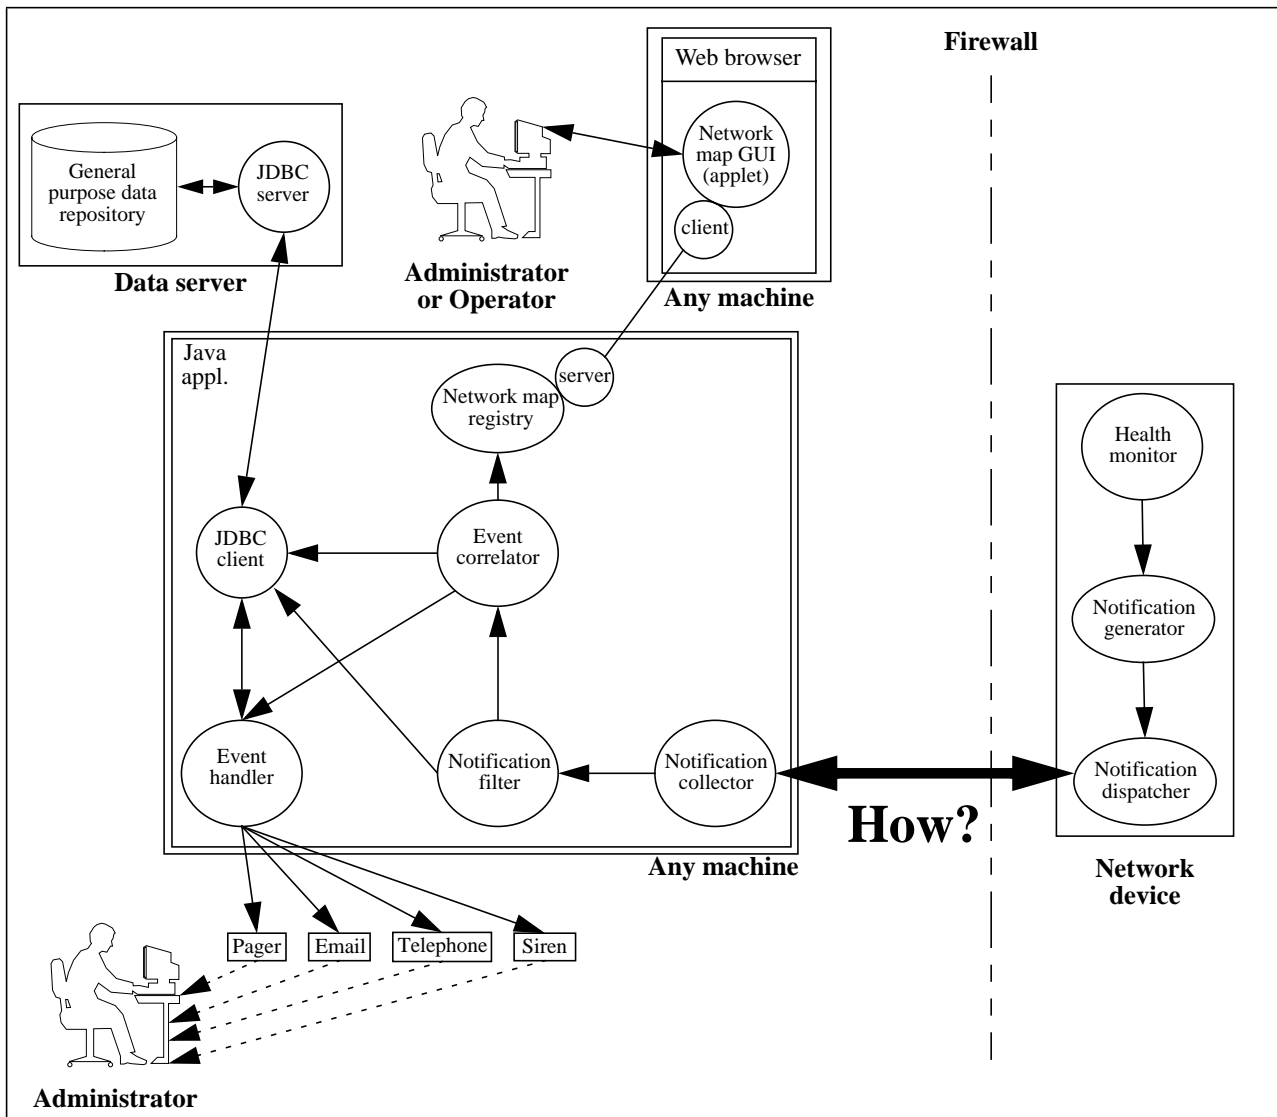 Firewall
Web browser
Network
map GUI
(applet)
client
General
purpose data
repository
JDBC
server
Data server
Administrator
or Operator
Any machine
Java
appl.
server
Network map
registry
Health
monitor
JDBC
client
Event
correlator
Notification
generator
Event
handler
Notification
filter
Notification
collector
Notification
dispatcher
How?
Any machine
Network
device
Pager
Email
Telephone
Siren
Administrator